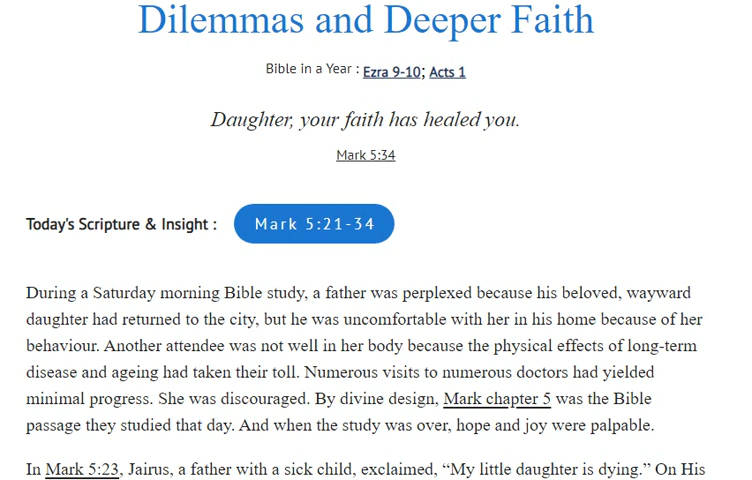 Dilemmas and Deeper Faith
Bible in a Year : Ezra 9-10; Acts 1
Daughter, your faith has healed you.
Mark 5:34
Today's Scripture & Insight : Mark 5:21-34
During a Saturday morning Bible study, a father was perplexed because his beloved, wayward
daughter had returned to the city, but he was uncomfortable with her in his home because of her
behaviour. Another attendee was not well in her body because the physical effects of long-term
disease and ageing had taken their toll. Numerous visits to numerous doctors had yielded
minimal progress. She was discouraged. By divine design, Mark chapter 5 was the Bible
passage they studied that day. And when the study was over, hope and joy were palpable.
In Mark 5:23, Jairus, a father with a sick child, exclaimed, “My little daughter is dying.” On His